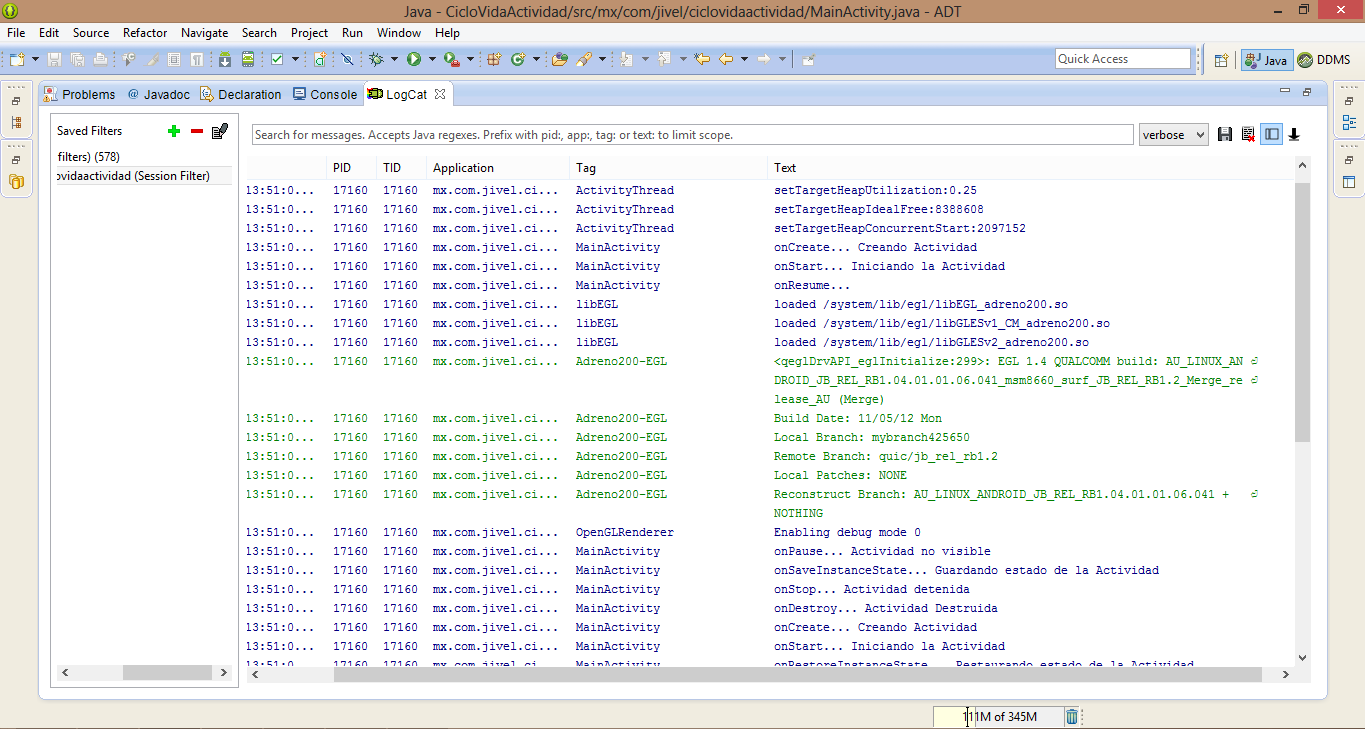 Java - CicloVidaActividad/src/mx/com/jivel/ciclovidaactividad/MainActivity.java - ADT
File Edit Source Refactor Navigate Search Project Run Window Help
Quick Access Java DDMS
Problems @ Javadoc Declaration Console LogCat
Saved Filters
filters) (578)
ovidaactividad (Session Filter)
Search for messages. Accepts Java regexes. Prefix with pid:, app:, tag: or text: to limit scope. verbose
PID TID Application Tag Text
13:51:0... 17160 17160 mx.com.jivel.ci... ActivityThread setTargetHeapUtilization:0.25
13:51:0... 17160 17160 mx.com.jivel.ci... ActivityThread setTargetHeapIdealFree:8388608
13:51:0... 17160 17160 mx.com.jivel.ci... ActivityThread setTargetHeapConcurrentStart:2097152
13:51:0... 17160 17160 mx.com.jivel.ci... MainActivity onCreate... Creando Actividad
13:51:0... 17160 17160 mx.com.jivel.ci... MainActivity onStart... Iniciando la Actividad
13:51:0... 17160 17160 mx.com.jivel.ci... MainActivity onResume...
13:51:0... 17160 17160 mx.com.jivel.ci... libEGL loaded /system/lib/egl/libEGL_adreno200.so
13:51:0... 17160 17160 mx.com.jivel.ci... libEGL loaded /system/lib/egl/libGLESv1_CM_adreno200.so
13:51:0... 17160 17160 mx.com.jivel.ci... libEGL loaded /system/lib/egl/libGLESv2_adreno200.so
13:51:0... 17160 17160 mx.com.jivel.ci... Adreno200-EGL <qeglDrvAPI_eglInitialize:299>: EGL 1.4 QUALCOMM build: AU_LINUX_AN
DROID_JB_REL_RB1.04.01.01.06.041_msm8660_surf_JB_REL_RB1.2_Merge_re
lease_AU (Merge)
13:51:0... 17160 17160 mx.com.jivel.ci... Adreno200-EGL Build Date: 11/05/12 Mon
13:51:0... 17160 17160 mx.com.jivel.ci... Adreno200-EGL Local Branch: mybranch425650
13:51:0... 17160 17160 mx.com.jivel.ci... Adreno200-EGL Remote Branch: quic/jb_rel_rb1.2
13:51:0... 17160 17160 mx.com.jivel.ci... Adreno200-EGL Local Patches: NONE
13:51:0... 17160 17160 mx.com.jivel.ci... Adreno200-EGL Reconstruct Branch: AU_LINUX_ANDROID_JB_REL_RB1.04.01.01.06.041 +
NOTHING
13:51:0... 17160 17160 mx.com.jivel.ci... OpenGLRenderer Enabling debug mode 0
13:51:0... 17160 17160 mx.com.jivel.ci... MainActivity onPause... Actividad no visible
13:51:0... 17160 17160 mx.com.jivel.ci... MainActivity onSaveInstanceState... Guardando estado de la Actividad
13:51:0... 17160 17160 mx.com.jivel.ci... MainActivity onStop... Actividad detenida
13:51:0... 17160 17160 mx.com.jivel.ci... MainActivity onDestroy... Actividad Destruida
13:51:0... 17160 17160 mx.com.jivel.ci... MainActivity onCreate... Creando Actividad
13:51:0... 17160 17160 mx.com.jivel.ci... MainActivity onStart... Iniciando la Actividad
13:51:0... 17160 17160 mx.com.jivel.ci... MainActivity onRestoreInstanceState... Restaurando estado de la Actividad
111M of 345M